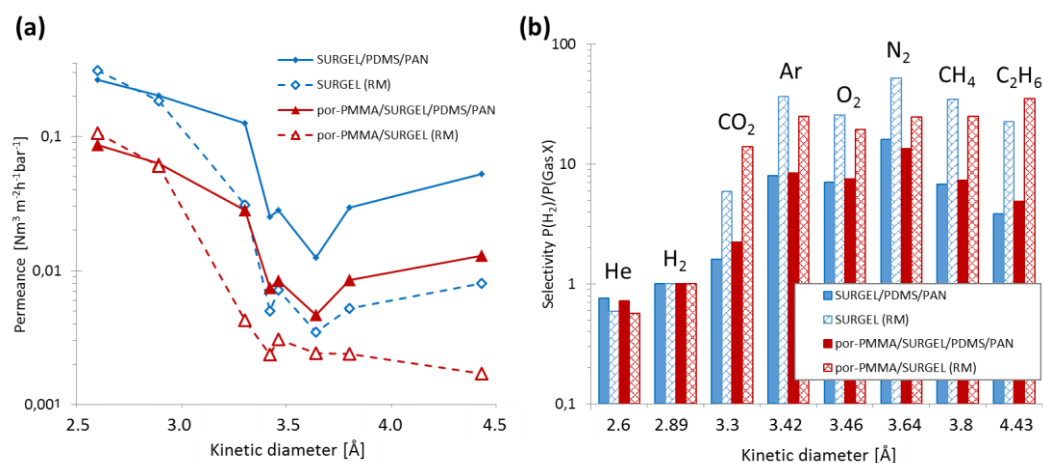 (a)
Permeance [Nm³ m⁻²h⁻¹bar⁻¹]
0,1
0,01
0,001
2.5 3.0 3.5 4.0 4.5
Kinetic diameter [Å]
SURGEL/PDMS/PAN
SURGEL (RM)
por-PMMA/SURGEL/PDMS/PAN
por-PMMA/SURGEL (RM)
(b)
Selectivity P(H₂)/P(Gas X)
100
10
1
0,1
He
H₂
CO₂
Ar
O₂
N₂
CH₄
C₂H₆
SURGEL/PDMS/PAN
SURGEL (RM)
por-PMMA/SURGEL/PDMS/PAN
por-PMMA/SURGEL (RM)
2.6 2.89 3.3 3.42 3.46 3.64 3.8 4.43
Kinetic diameter [Å]